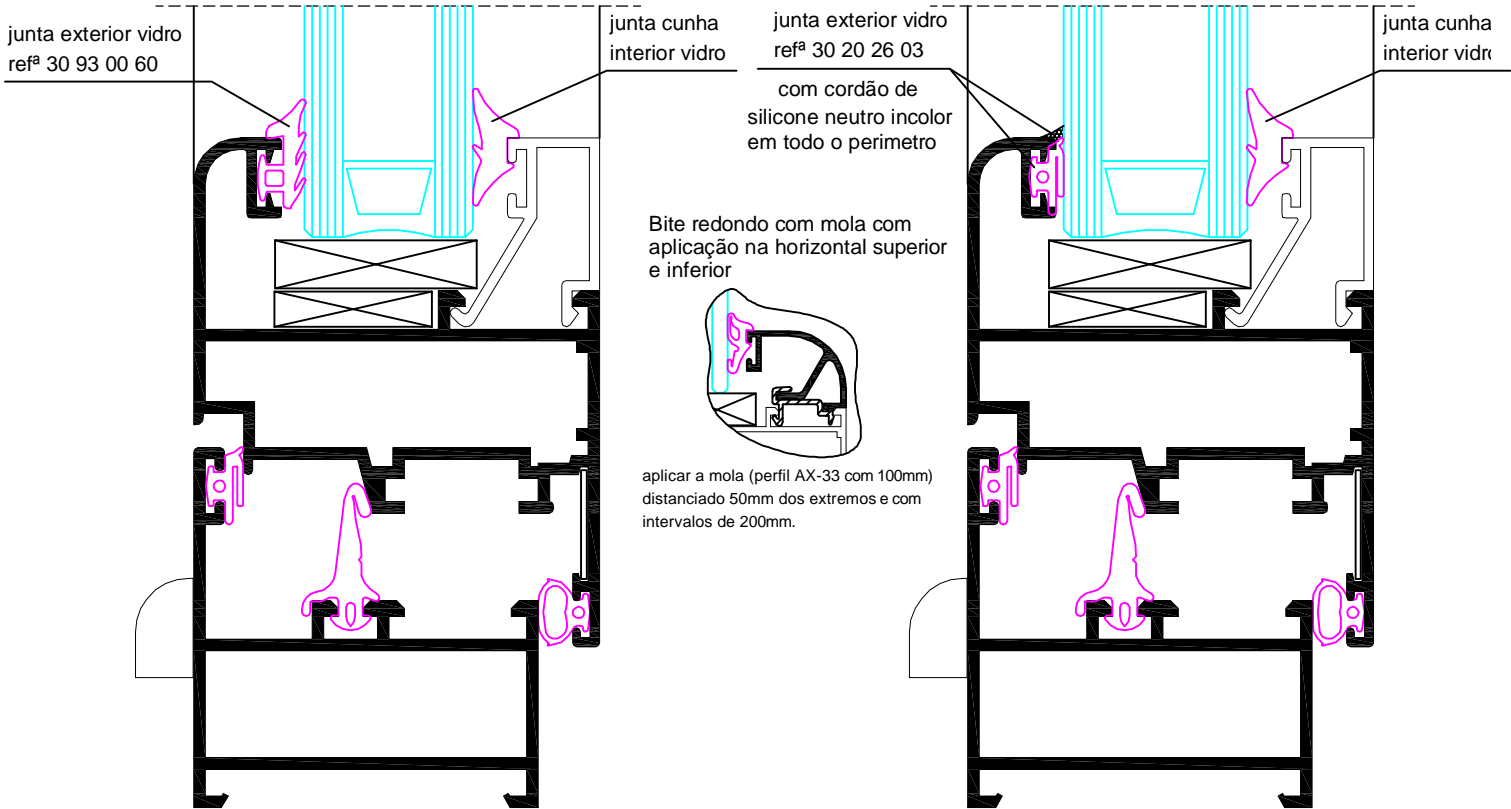 junta exterior vidro
refª 30 93 00 60
junta cunha
interior vidro
junta exterior vidro
refª 30 20 26 03
com cordão de
silicone neutro incolor
em todo o perimetro
junta cunha
interior vidro
Bite redondo com mola com
aplicação na horizontal superior
e inferior
aplicar a mola (perfil AX-33 com 100mm)
distanciado 50mm dos extremos e com
intervalos de 200mm.